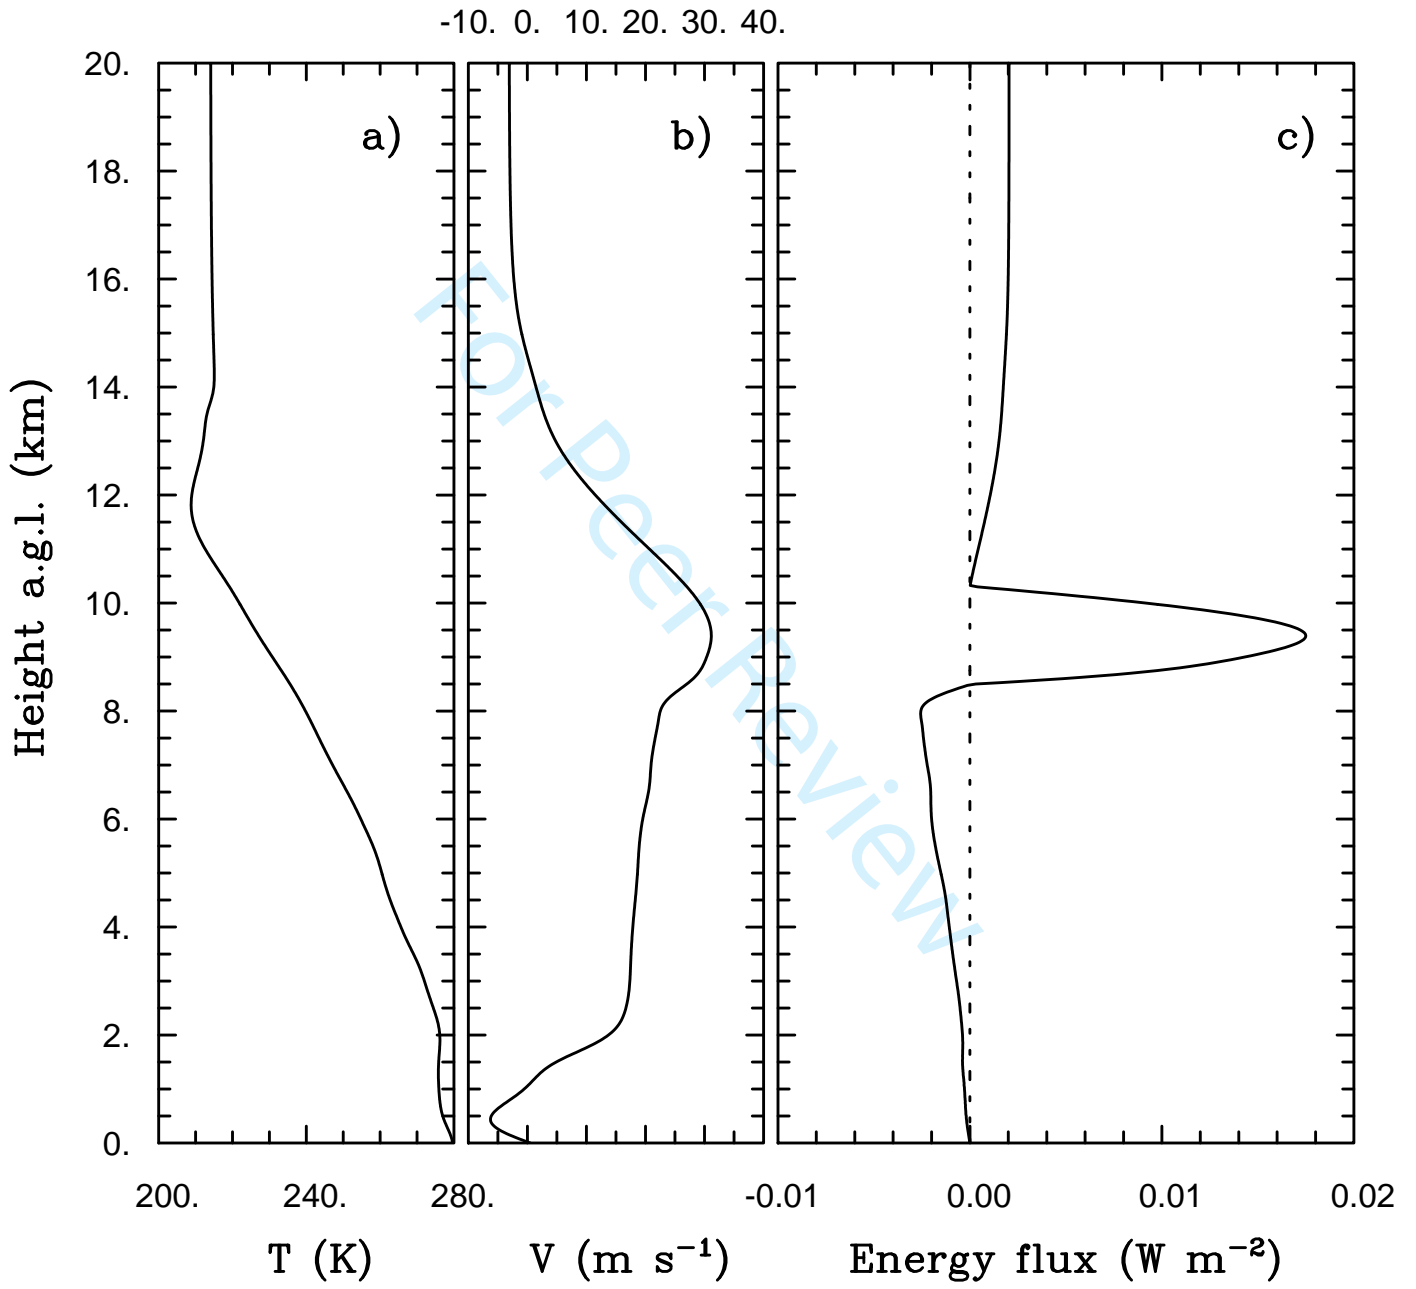 -10. 0. 10. 20. 30. 40.
20.
a) b) c)
18.
16.
14.
12.
10.
8.
6.
4.
2.
0.
Height a.g.l. (km)
For Peer Review
200. 240. 280. -0.01 0.00 0.01 0.02
T (K) V (m s⁻¹) Energy flux (W m⁻²)